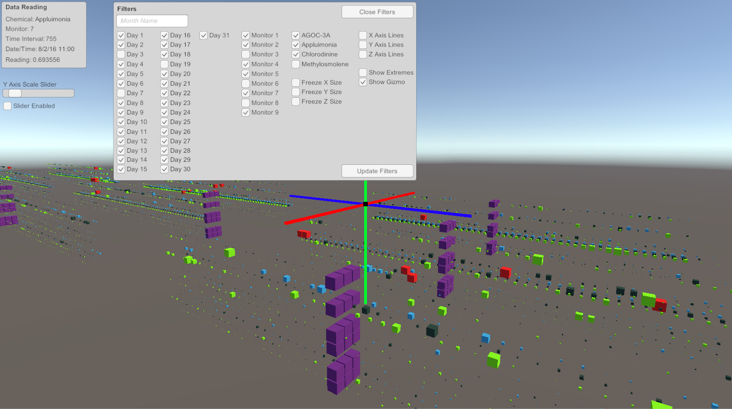 Data Reading
Chemical: Appluimonia
Monitor: 7
Time Interval: 755
Date/Time: 8/2/16 11:00
Reading: 0.693556
Y Axis Scale Slider
Slider Enabled
Filters
Month Name
Close Filters
Day 1
Day 2
Day 3
Day 4
Day 5
Day 6
Day 7
Day 8
Day 9
Day 10
Day 11
Day 12
Day 13
Day 14
Day 15
Day 16
Day 17
Day 18
Day 19
Day 20
Day 21
Day 22
Day 23
Day 24
Day 25
Day 26
Day 27
Day 28
Day 29
Day 30
Day 31
Monitor 1
Monitor 2
Monitor 3
Monitor 4
Monitor 5
Monitor 6
Monitor 7
Monitor 8
Monitor 9
AGOC-3A
Appluimonia
Chlorodinine
Methylosmolene
Freeze X Size
Freeze Y Size
Freeze Z Size
X Axis Lines
Y Axis Lines
Z Axis Lines
Show Extremes
Show Gizmo
Update Filters